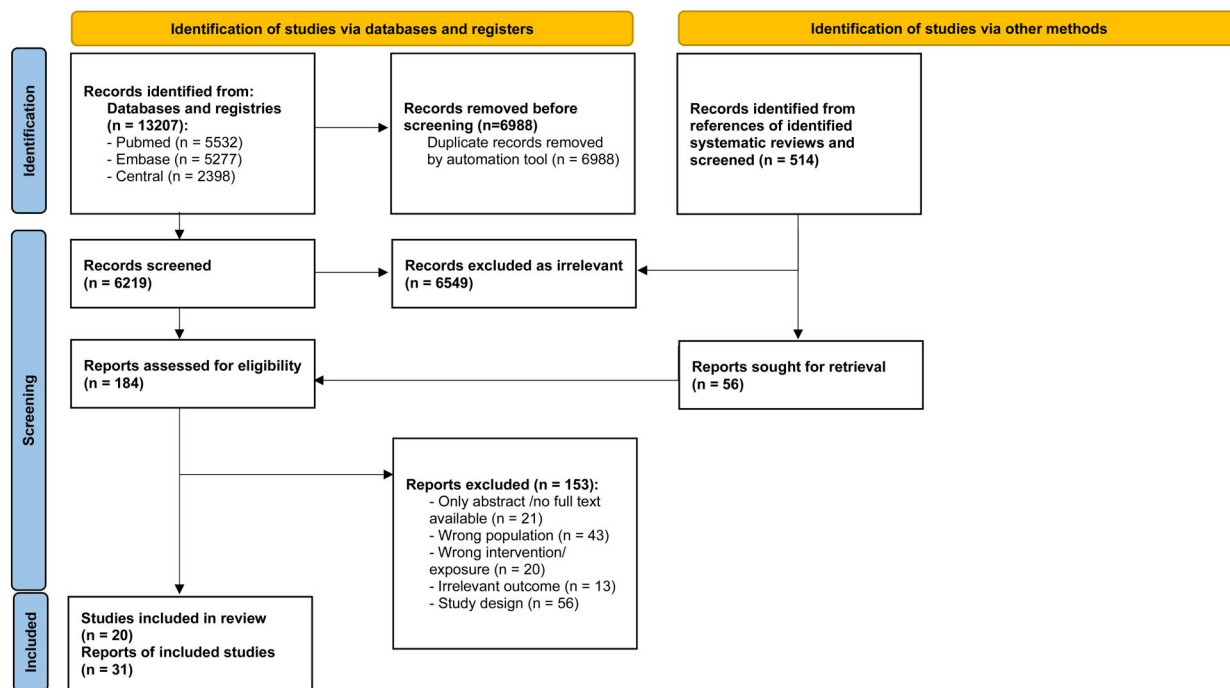 Identification of studies via databases and registers
Identification of studies via other methods
Identification
Records identified from:
Databases and registries
(n = 13207):
- Pubmed (n = 5532)
- Embase (n = 5277)
- Central (n = 2398)
Records removed before
screening (n=6988)
Duplicate records removed
by automation tool (n = 6988)
Records identified from
references of identified
systematic reviews and
screened (n = 514)
Screening
Records screened
(n = 6219)
Records excluded as irrelevant
(n = 6549)
Reports assessed for eligibility
(n = 184)
Reports sought for retrieval
(n = 56)
Reports excluded (n = 153):
- Only abstract /no full text
available (n = 21)
- Wrong population (n = 43)
- Wrong intervention/
exposure (n = 20)
- Irrelevant outcome (n = 13)
- Study design (n = 56)
Included
Studies included in review
(n = 20)
Reports of included studies
(n = 31)